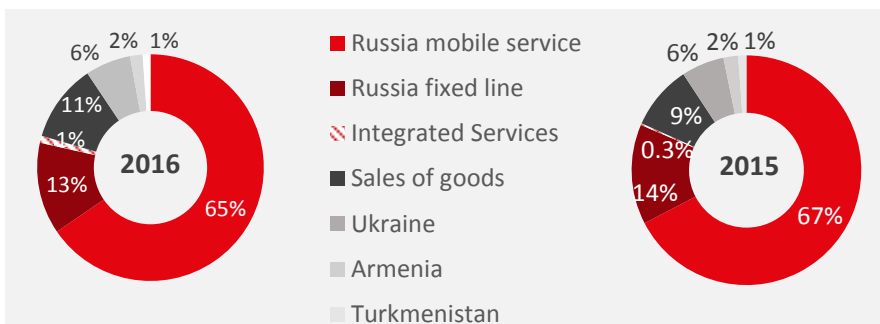 6%
2%
1%
11%
1%
13%
65%
2016
Russia mobile service
Russia fixed line
Integrated Services
Sales of goods
Ukraine
Armenia
Turkmenistan
6%
2%
1%
9%
0.3%
14%
67%
2015